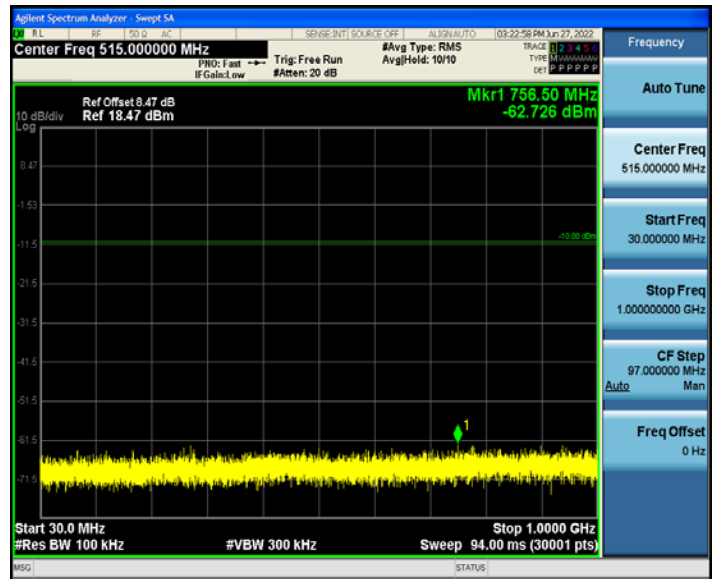 Agilent Spectrum Analyzer - Swept SA
RL RF 50 Ω AC SENSE:INT SOURCE OFF ALIGN AUTO 03:22:58 PM Jun 27, 2022
Center Freq 515.000000 MHz #Avg Type: RMS TRACE 1 2 3 4 5 6
PNO: Fast Trig: Free Run Avg|Hold: 10/10 TYPE M WWWWW
IFGain:Low #Atten: 20 dB DET P P P P P P
Ref Offset 8.47 dB Mkr1 756.50 MHz
10 dB/div Ref 18.47 dBm -62.726 dBm
Log
8.47
-1.53
-11.5
-21.5
-31.5
-41.5
-51.5
-61.5
-71.5
1
Start 30.0 MHz Stop 1.0000 GHz
#Res BW 100 kHz #VBW 300 kHz Sweep 94.00 ms (30001 pts)
MSG STATUS
Frequency
Auto Tune
Center Freq
515.000000 MHz
Start Freq
30.000000 MHz
Stop Freq
1.000000000 GHz
CF Step
97.000000 MHz
Auto Man
Freq Offset
0 Hz